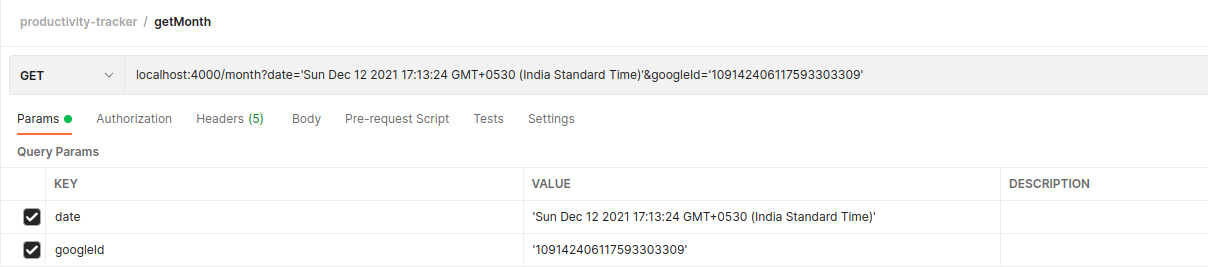 productivity-tracker / getMonth
GET localhost:4000/month?date='Sun Dec 12 2021 17:13:24 GMT+0530 (India Standard Time)'&googleId='109142406117593303309'
Params Authorization Headers (5) Body Pre-request Script Tests Settings
Query Params
KEY VALUE DESCRIPTION
date 'Sun Dec 12 2021 17:13:24 GMT+0530 (India Standard Time)'
googleId '109142406117593303309'